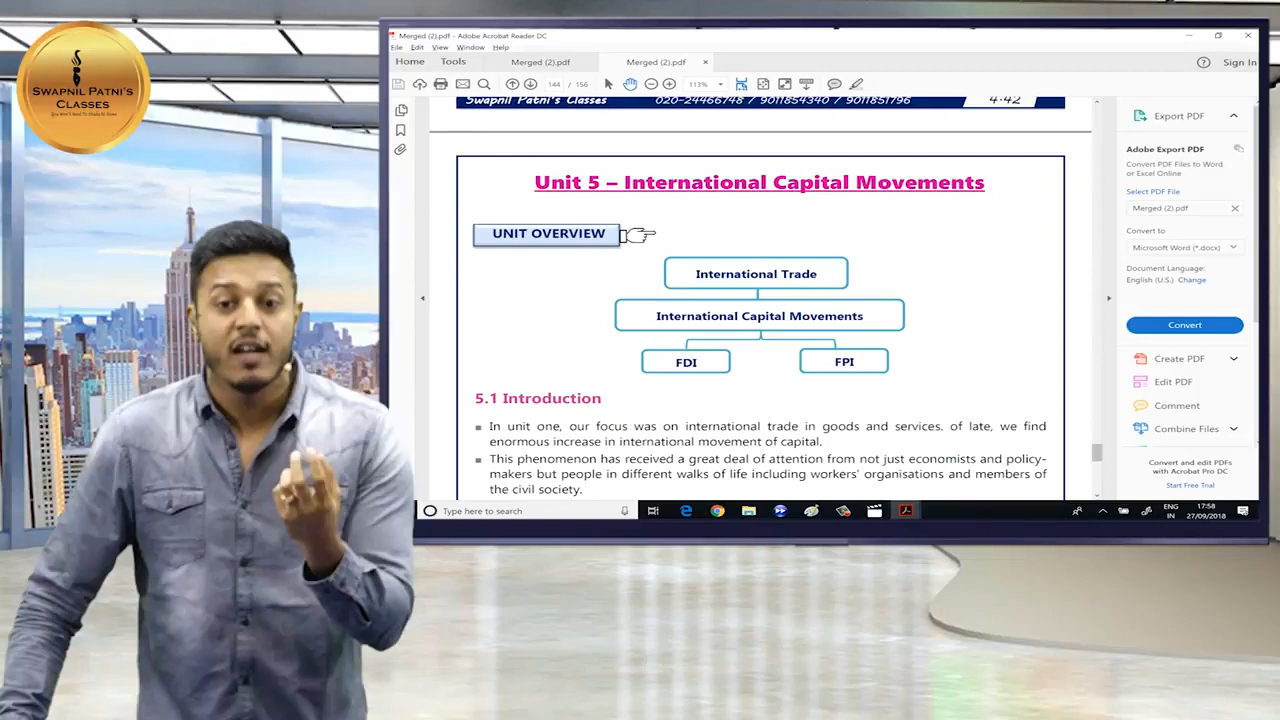 SWAPNIL PATNI'S
CLASSES
You Won't Need To Study At Home
Merged (2).pdf - Adobe Acrobat Reader DC
File Edit View Window Help
Home Tools Merged (2).pdf Merged (2).pdf × Sign In
144 / 156 113%
Swapnil Patni's Classes 020-24466748 / 9011854340 / 9011851796 4.42
Unit 5 – International Capital Movements
UNIT OVERVIEW
International Trade
International Capital Movements
FDI FPI
5.1 Introduction
In unit one, our focus was on international trade in goods and services. of late, we find
enormous increase in international movement of capital.
This phenomenon has received a great deal of attention from not just economists and policy-
makers but people in different walks of life including workers' organisations and members of
the civil society.
Export PDF
Adobe Export PDF
Convert PDF Files to Word
or Excel Online
Select PDF File
Merged (2).pdf
Convert to
Microsoft Word (*.docx)
Document Language:
English (U.S.) Change
Convert
Create PDF
Edit PDF
Comment
Combine Files
Convert and edit PDFs
with Acrobat Pro DC
Start Free Trial
Type here to search
ENG
IN
17:58
27/09/2018